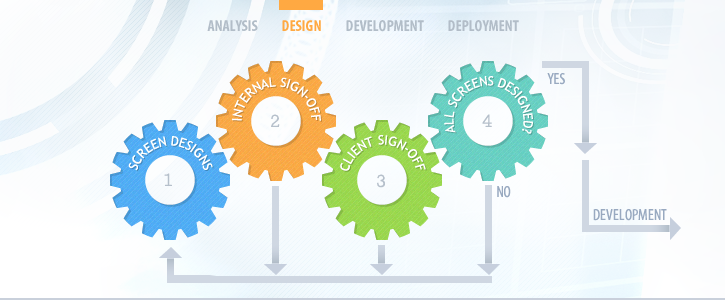 ANALYSIS DESIGN DEVELOPMENT DEPLOYMENT
SCREEN DESIGNS
1
INTERNAL SIGN-OFF
2
CLIENT SIGN-OFF
3
ALL SCREENS DESIGNED?
4
YES
NO
DEVELOPMENT